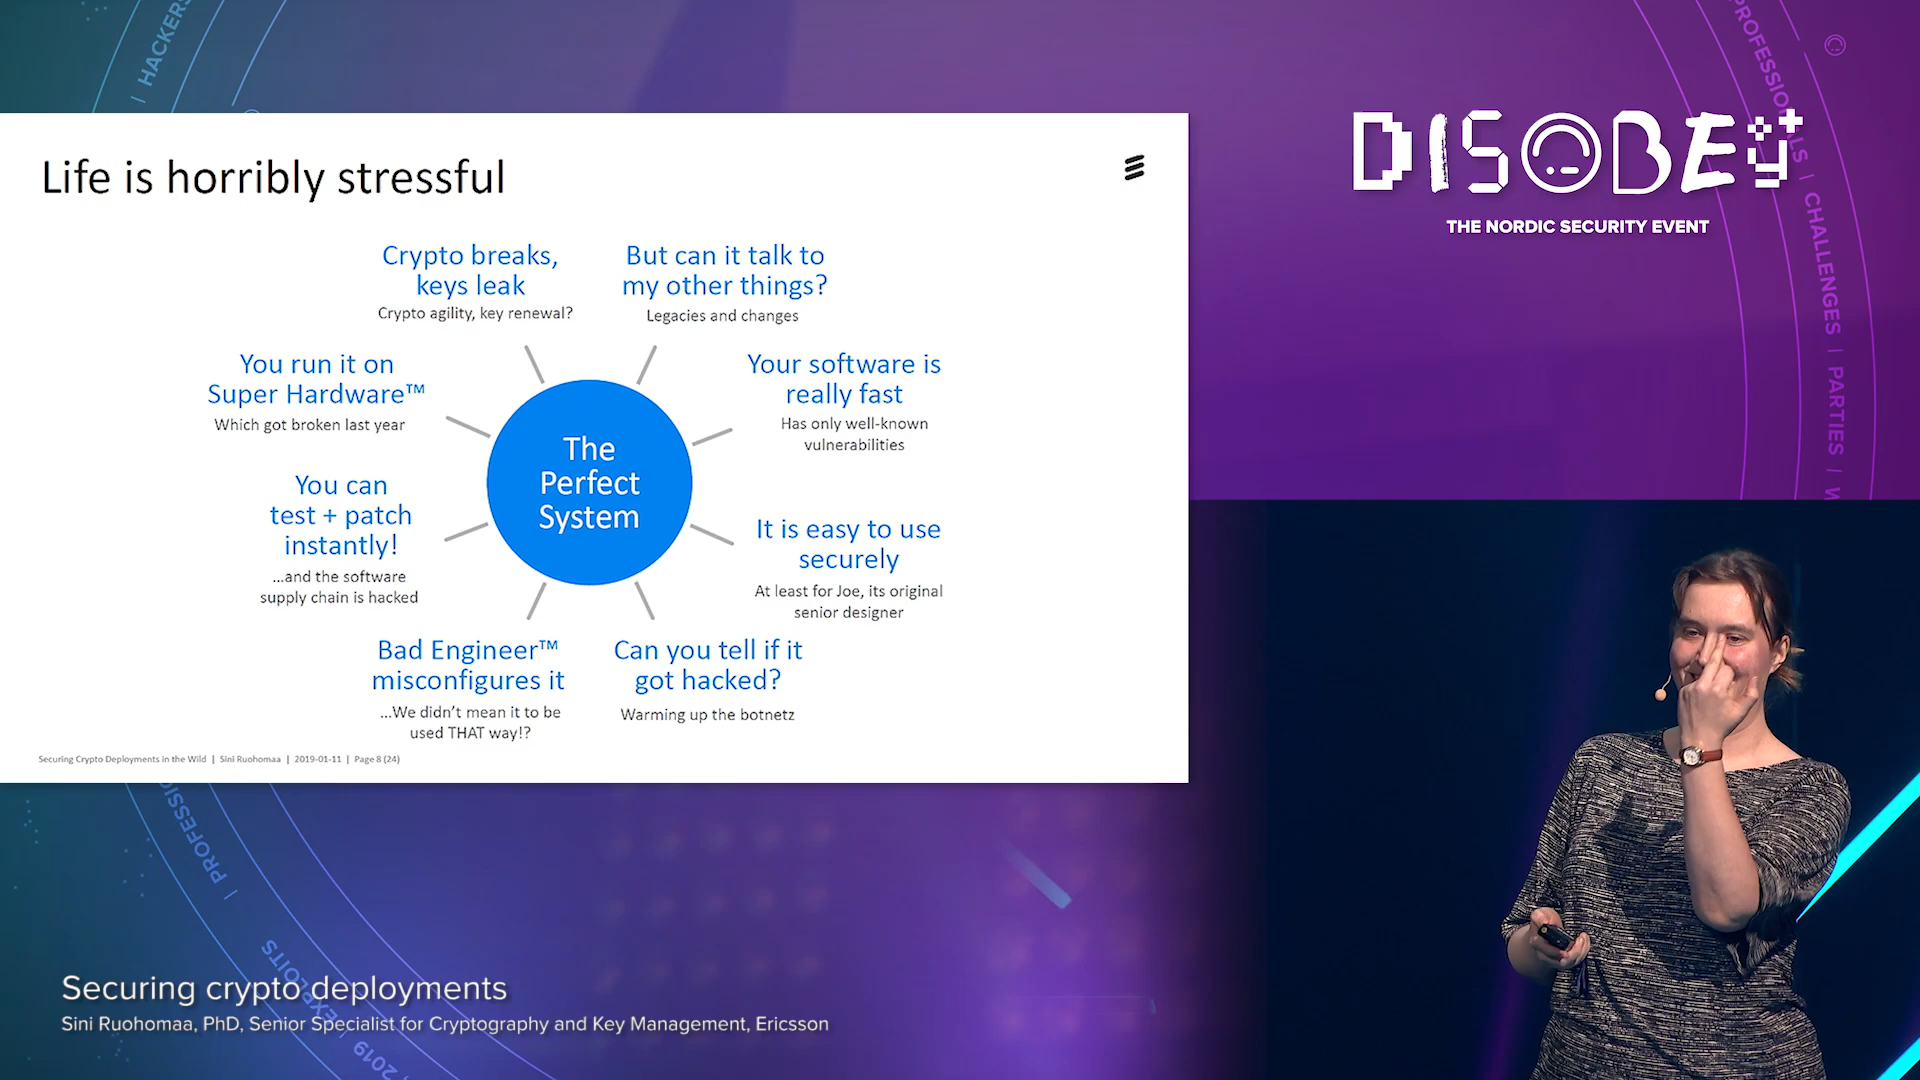 HACKERS
Life is horribly stressful
Crypto breaks,
keys leak
Crypto agility, key renewal?
But can it talk to
my other things?
Legacies and changes
You run it on
Super Hardware™
Which got broken last year
Your software is
really fast
Has only well-known
vulnerabilities
The
Perfect
System
You can
test + patch
instantly!
...and the software
supply chain is hacked
It is easy to use
securely
At least for Joe, its original
senior designer
Bad Engineer™
misconfigures it
...We didn't mean it to be
used THAT way!?
Can you tell if it
got hacked?
Warming up the botnetz
Securing Crypto Deployments in the Wild | Sini Ruohomaa | 2019-01-11 | Page 8 (24)
DISOBEY
THE NORDIC SECURITY EVENT
PROFESSIONALS | CHALLENGES | PARTIES |
Securing crypto deployments
Sini Ruohomaa, PhD, Senior Specialist for Cryptography and Key Management, Ericsson
EXPLOITS
2019